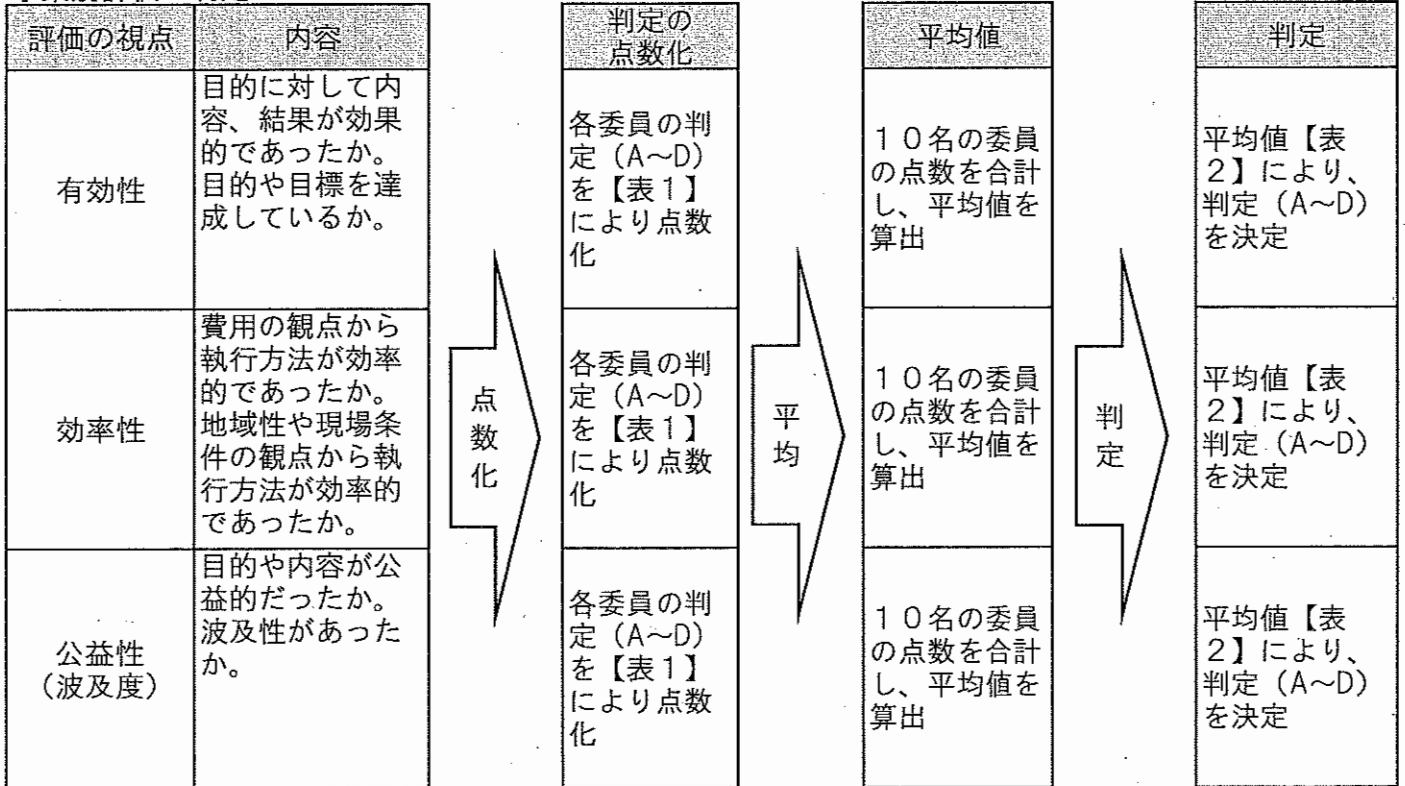 評価の視点
内容
判定の
点数化
平均値
判定
有効性
目的に対して内
容、結果が効果
的であったか。
目的や目標を達
成しているか。
各委員の判
定（A～D）
を【表１】
により点数
化
１０名の委員
の点数を合計
し、平均値を
算出
平均値【表
２】により、
判定（A～D）
を決定
効率性
費用の観点から
執行方法が効率
的であったか。
地域性や現場条
件の観点から執
行方法が効率的
であったか。
点
数
化
各委員の判
定（A～D）
を【表１】
により点数
化
平
均
１０名の委員
の点数を合計
し、平均値を
算出
判
定
平均値【表
２】により、
判定（A～D）
を決定
公益性
（波及度）
目的や内容が公
益的だったか。
波及性があった
か。
各委員の判
定（A～D）
を【表１】
により点数
化
１０名の委員
の点数を合計
し、平均値を
算出
平均値【表
２】により、
判定（A～D）
を決定